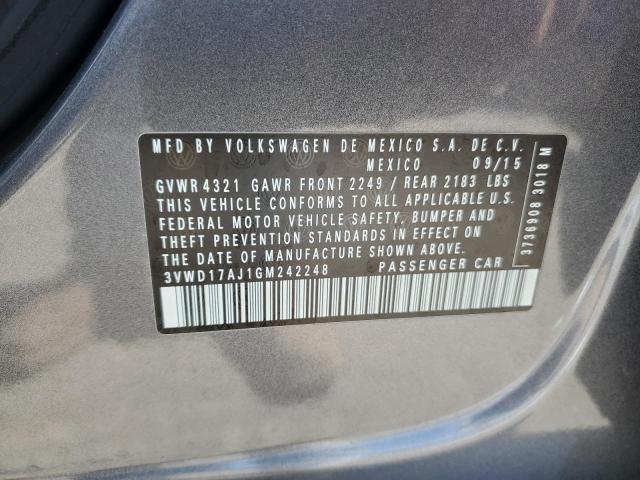 MFD BY VOLKSWAGEN DE MEXICO S.A. DE C.V.
MEXICO 09/15
GVWR 4321 GAWR FRONT 2249 / REAR 2183 LBS
THIS VEHICLE CONFORMS TO ALL APPLICABLE U.S.
FEDERAL MOTOR VEHICLE SAFETY, BUMPER AND
THEFT PREVENTION STANDARDS IN EFFECT ON
THE DATE OF MANUFACTURE SHOWN ABOVE.
3VWD17AJ1GM242248 PASSENGER CAR
3736908 3018 M